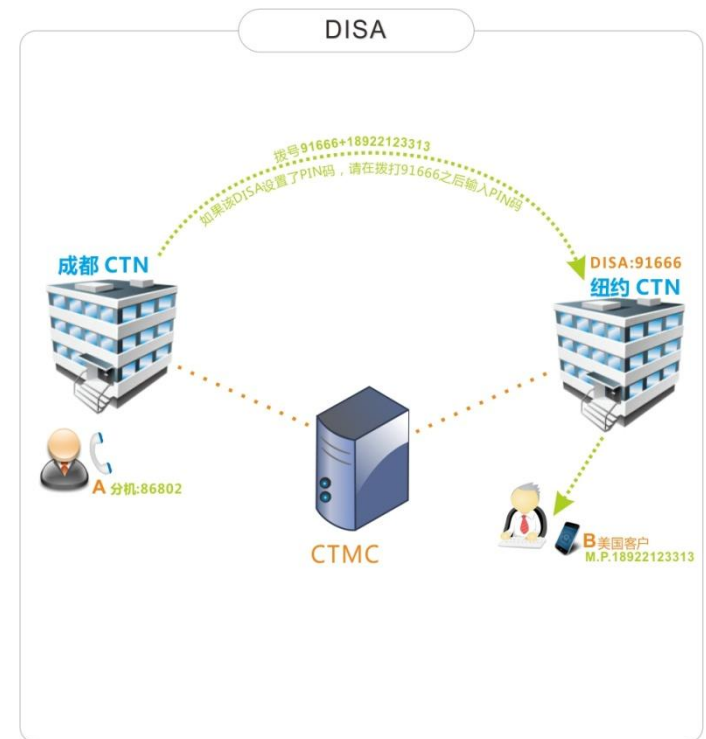 DISA
拨号91666+18922123313
如果该DISA设置了PIN码，请在拨打91666之后输入PIN码
成都 CTN
DISA:91666
纽约 CTN
A 分机:86802
CTMC
B美国客户
M.P.18922123313